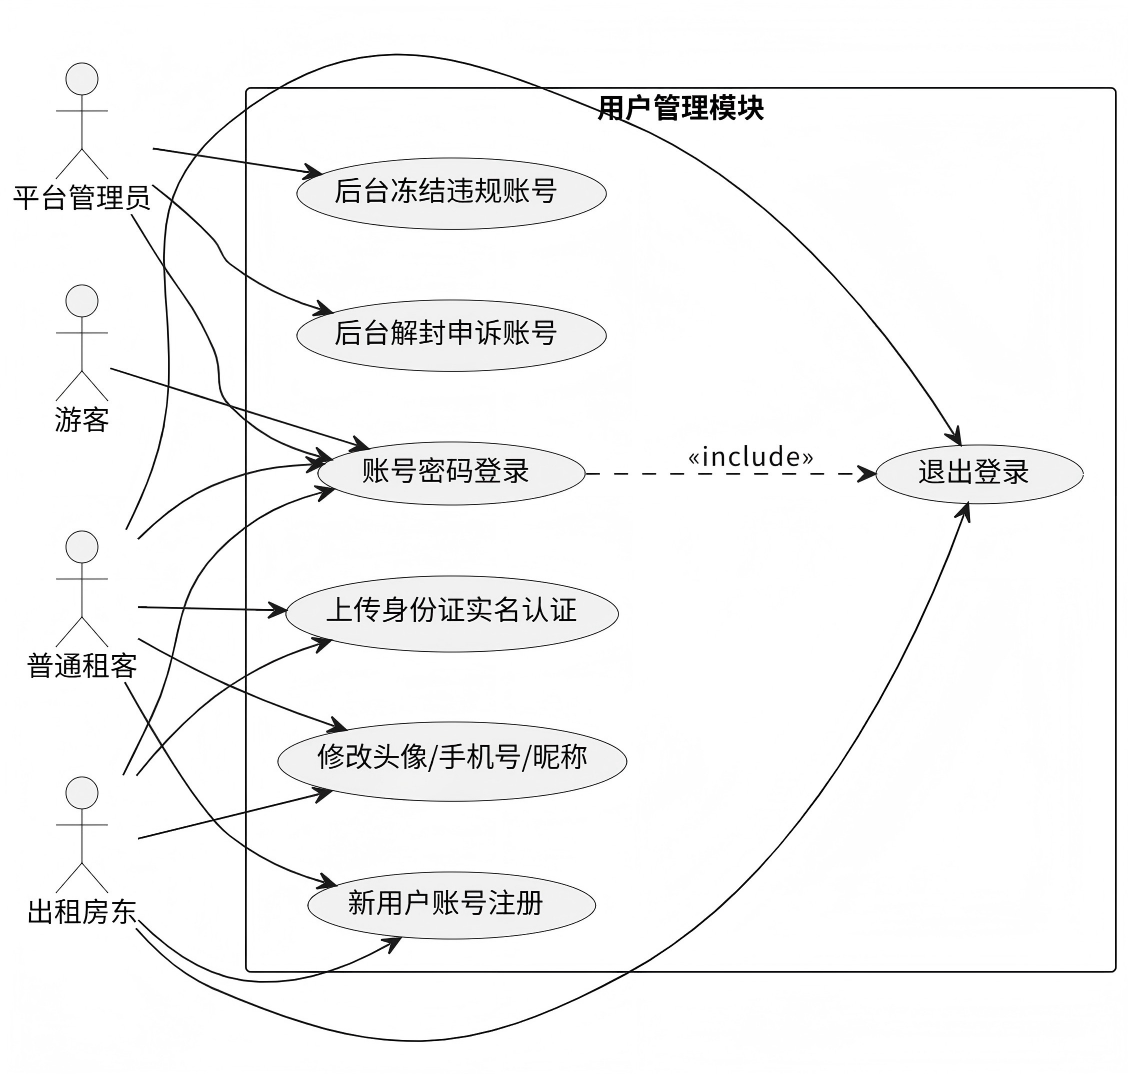 用户管理模块
平台管理员
后台冻结违规账号
后台解封申诉账号
游客
账号密码登录
«include»
退出登录
普通租客
上传身份证实名认证
修改头像/手机号/昵称
出租房东
新用户账号注册